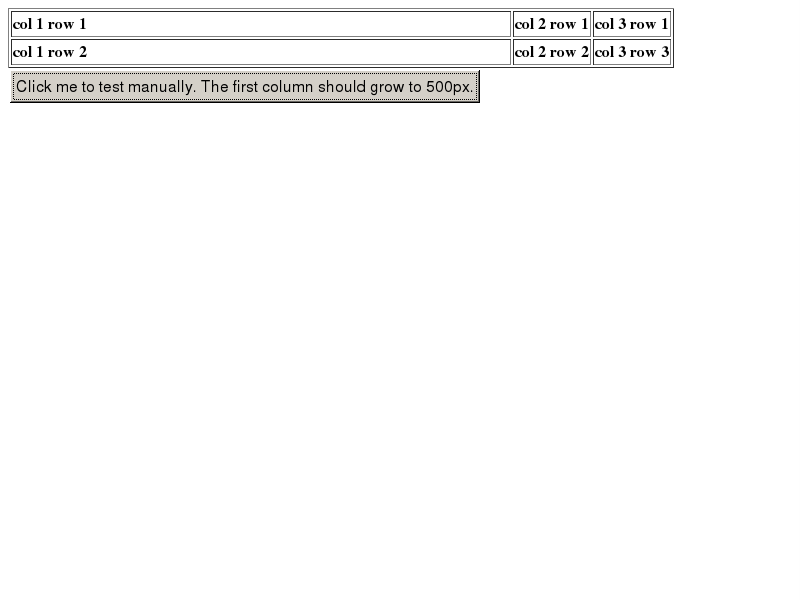 col 1 row 1 col 2 row 1 col 3 row 1
col 1 row 2 col 2 row 2 col 3 row 3
Click me to test manually. The first column should grow to 500px.